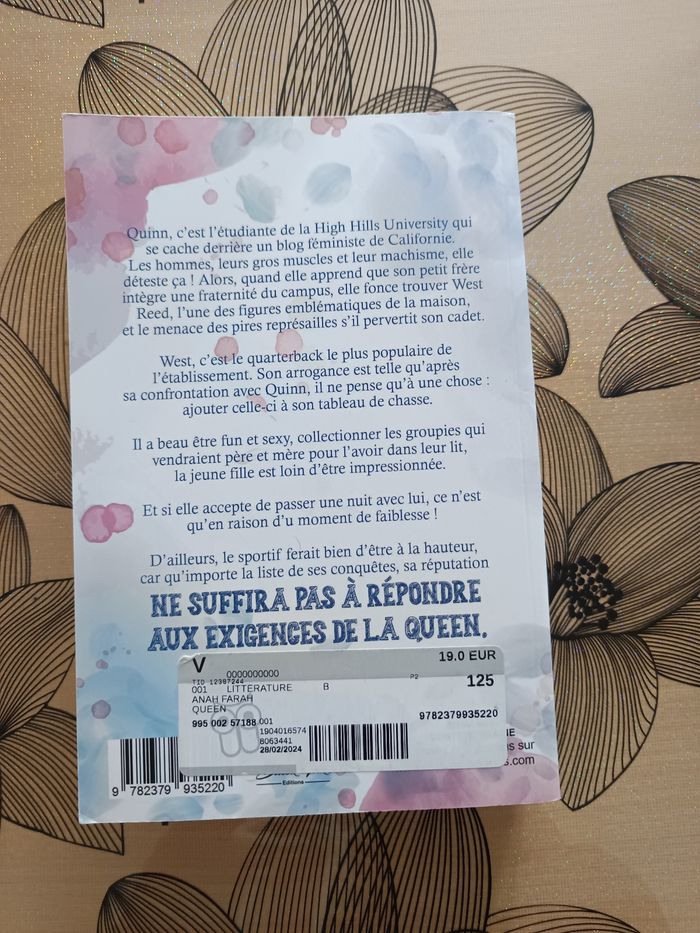 Quinn, c'est l'étudiante de la High Hills University qui
se cache derrière un blog féministe de Californie.
Les hommes, leurs gros muscles et leur machisme, elle
déteste ça ! Alors, quand elle apprend que son petit frère
intègre une fraternité du campus, elle fonce trouver West
Reed, l'une des figures emblématiques de la maison,
et le menace des pires représailles s'il pervertit son cadet.
West, c'est le quarterback le plus populaire de
l'établissement. Son arrogance est telle qu'après
sa confrontation avec Quinn, il ne pense qu'à une chose :
ajouter celle-ci à son tableau de chasse.
Il a beau être fun et sexy, collectionner les groupies qui
vendraient père et mère pour l'avoir dans leur lit,
la jeune fille est loin d'être impressionnée.
Et si elle accepte de passer une nuit avec lui, ce n'est
qu'en raison d'u moment de faiblesse !
D'ailleurs, le sportif ferait bien d'être à la hauteur,
car qu'importe la liste de ses conquêtes, sa réputation
NE SUFFIRA PAS À RÉPONDRE
AUX EXIGENCES DE LA QUEEN.
V 0000000000 19.0 EUR
TID 12387244 P2
001 LITTERATURE B 125
ANAH FARAH
QUEEN
995 002 57188 001 9782379935220
1904016574
6063441
28/02/2024
s sur
s.com
Editions
9 782379 935220